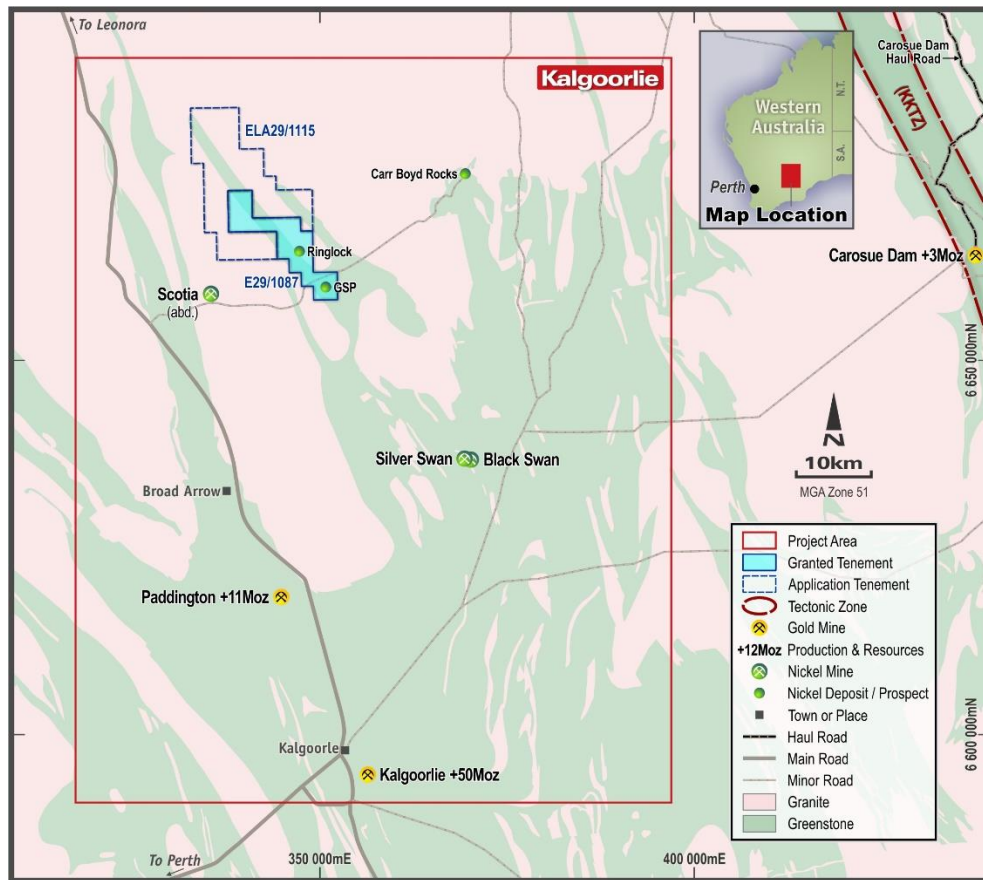 To Leonora
Kalgoorlie
ELA29/1115
Carr Boyd Rocks
Ringlock
E29/1087
GSP
Scotia
(abd.)
Western
Australia
N.T.
S.A.
Perth
Map Location
Carosue Dam
Haul Road
(KKTZ)
Carosue Dam +3Moz
6 650 000mN
Silver Swan
Black Swan
N
10km
MGA Zone 51
Broad Arrow
Paddington +11Moz
Kalgoorle
Kalgoorlie +50Moz
Project Area
Granted Tenement
Application Tenement
Tectonic Zone
Gold Mine
+12Moz Production & Resources
Nickel Mine
Nickel Deposit / Prospect
Town or Place
Haul Road
Main Road
Minor Road
Granite
Greenstone
6 600 000mN
To Perth
350 000mE
400 000mE